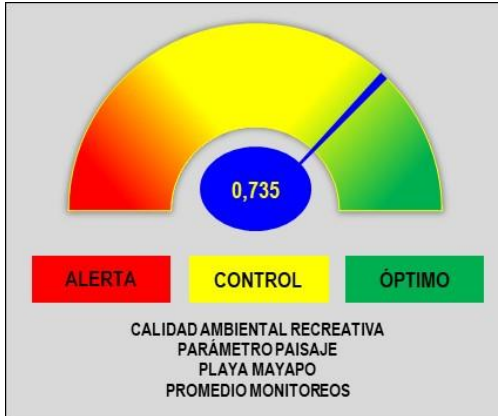 0,735
ALERTA CONTROL ÓPTIMO
CALIDAD AMBIENTAL RECREATIVA
PARÁMETRO PAISAJE
PLAYA MAYAPO
PROMEDIO MONITOREOS